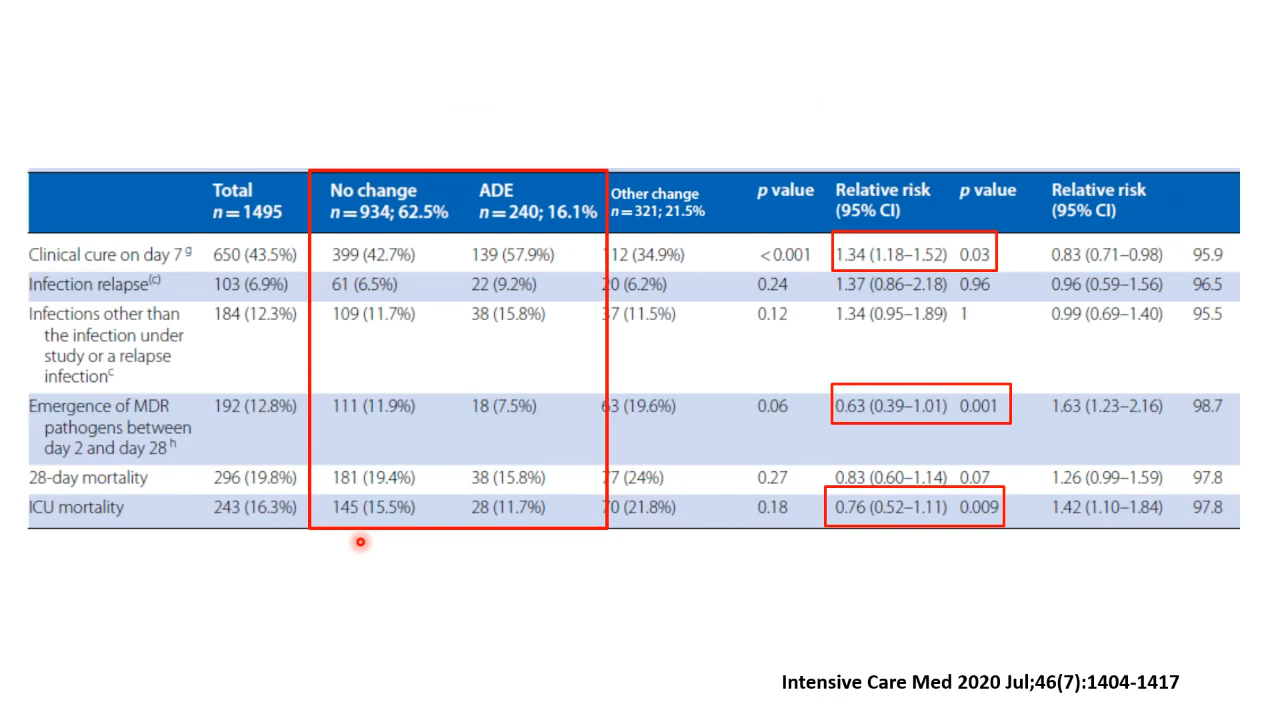 Total No change ADE Other change p value Relative risk p value Relative risk
n = 1495 n = 934; 62.5% n = 240; 16.1% n = 321; 21.5% (95% CI) (95% CI)
Clinical cure on day 7 g 650 (43.5%) 399 (42.7%) 139 (57.9%) 12 (34.9%) < 0.001 1.34 (1.18–1.52) 0.03 0.83 (0.71–0.98) 95.9
Infection relapse(c) 103 (6.9%) 61 (6.5%) 22 (9.2%) 20 (6.2%) 0.24 1.37 (0.86–2.18) 0.96 0.96 (0.59–1.56) 96.5
Infections other than 184 (12.3%) 109 (11.7%) 38 (15.8%) 37 (11.5%) 0.12 1.34 (0.95–1.89) 1 0.99 (0.69–1.40) 95.5
the infection under
study or a relapse
infection c
Emergence of MDR 192 (12.8%) 111 (11.9%) 18 (7.5%) 63 (19.6%) 0.06 0.63 (0.39–1.01) 0.001 1.63 (1.23–2.16) 98.7
pathogens between
day 2 and day 28 h
28-day mortality 296 (19.8%) 181 (19.4%) 38 (15.8%) 77 (24%) 0.27 0.83 (0.60–1.14) 0.07 1.26 (0.99–1.59) 97.8
ICU mortality 243 (16.3%) 145 (15.5%) 28 (11.7%) 70 (21.8%) 0.18 0.76 (0.52–1.11) 0.009 1.42 (1.10–1.84) 97.8
Intensive Care Med 2020 Jul;46(7):1404-1417